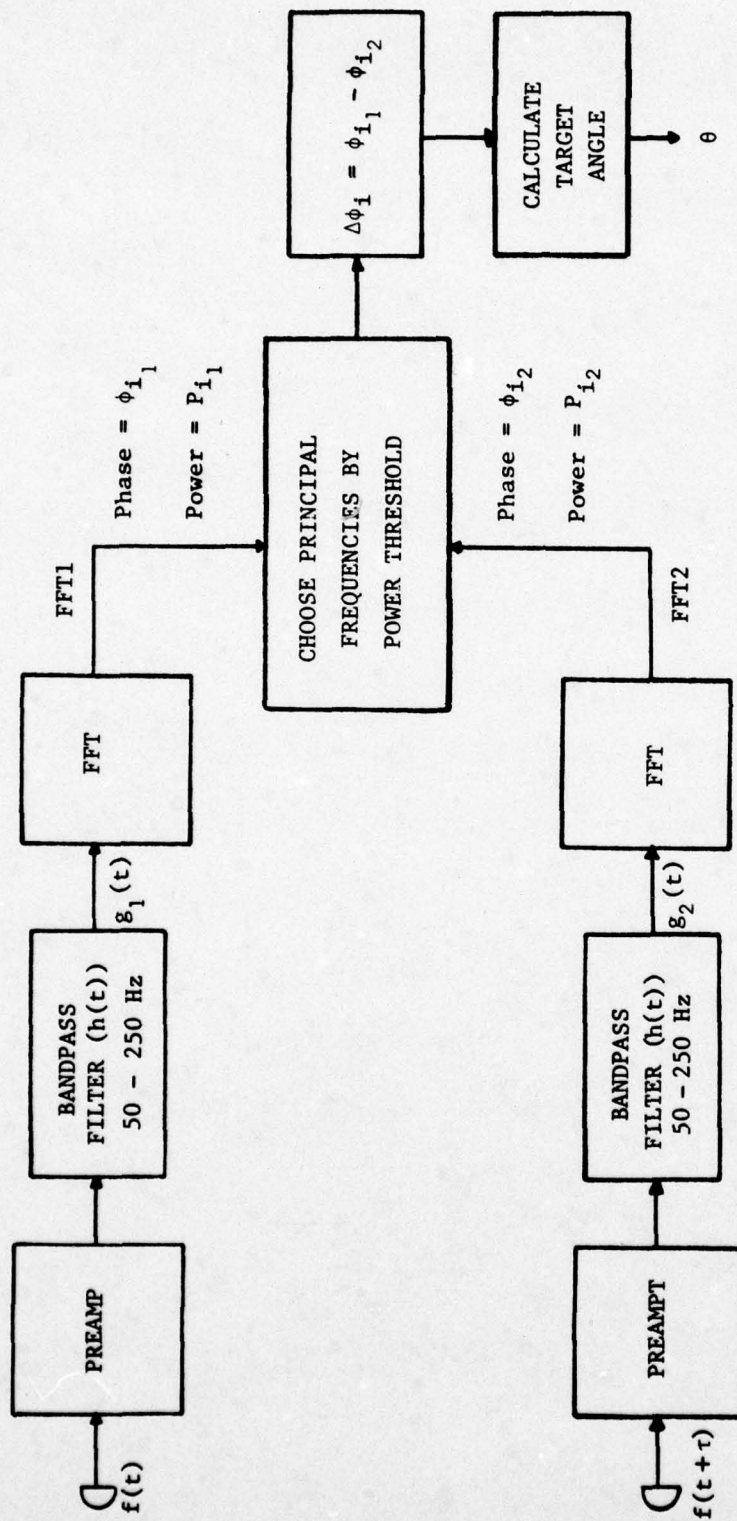 f(t)
PREAMP
BANDPASS
FILTER (h(t))
50 - 250 Hz
g₁(t)
FFT
FFT1
Phase = ϕi₁
Power = Pi₁
f(t + τ)
PREAMPT
BANDPASS
FILTER (h(t))
50 - 250 Hz
g₂(t)
FFT
FFT2
Phase = ϕi₂
Power = Pi₂
CHOOSE PRINCIPAL
FREQUENCIES BY
POWER THRESHOLD
Δϕi = ϕi₁ - ϕi₂
CALCULATE
TARGET
ANGLE
θ